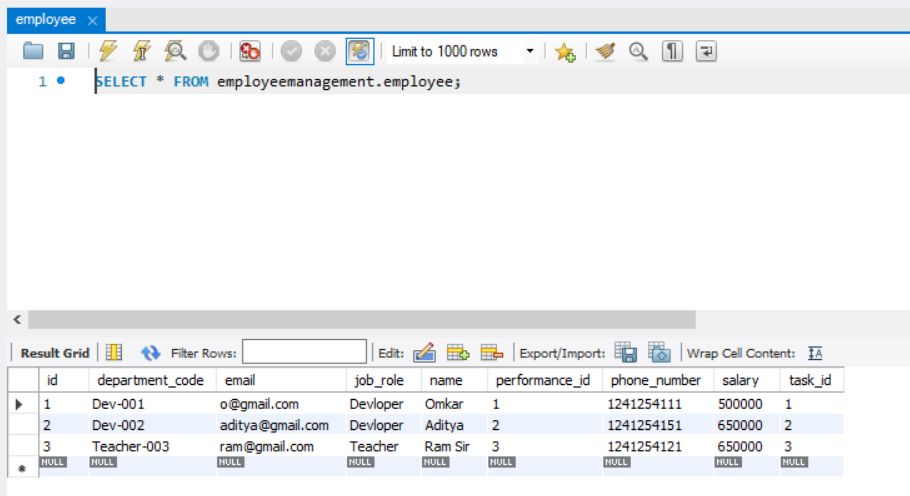 employee
Limit to 1000 rows
1 SELECT * FROM employeemanagement.employee;
Result Grid Filter Rows: Edit: Export/Import: Wrap Cell Content: IA
id department_code email job_role name performance_id phone_number salary task_id
1 Dev-001 o@gmail.com Devloper Omkar 1 1241254111 500000 1
2 Dev-002 aditya@gmail.com Devloper Aditya 2 1241254151 650000 2
3 Teacher-003 ram@gmail.com Teacher Ram Sir 3 1241254121 650000 3
NULL NULL NULL NULL NULL NULL NULL NULL NULL